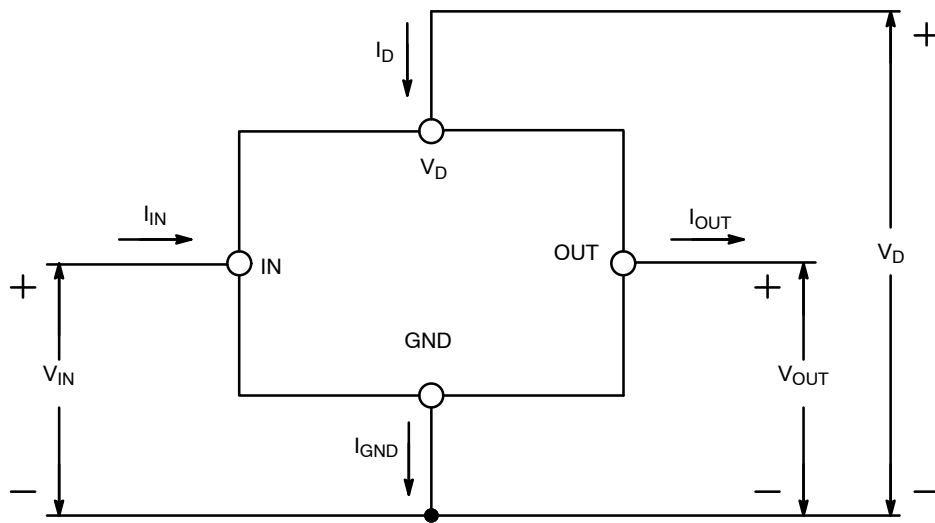 +
I_D
V_D
I_IN
I_OUT
IN
OUT
V_D
+
+
GND
V_IN
V_OUT
I_GND
−
−
−